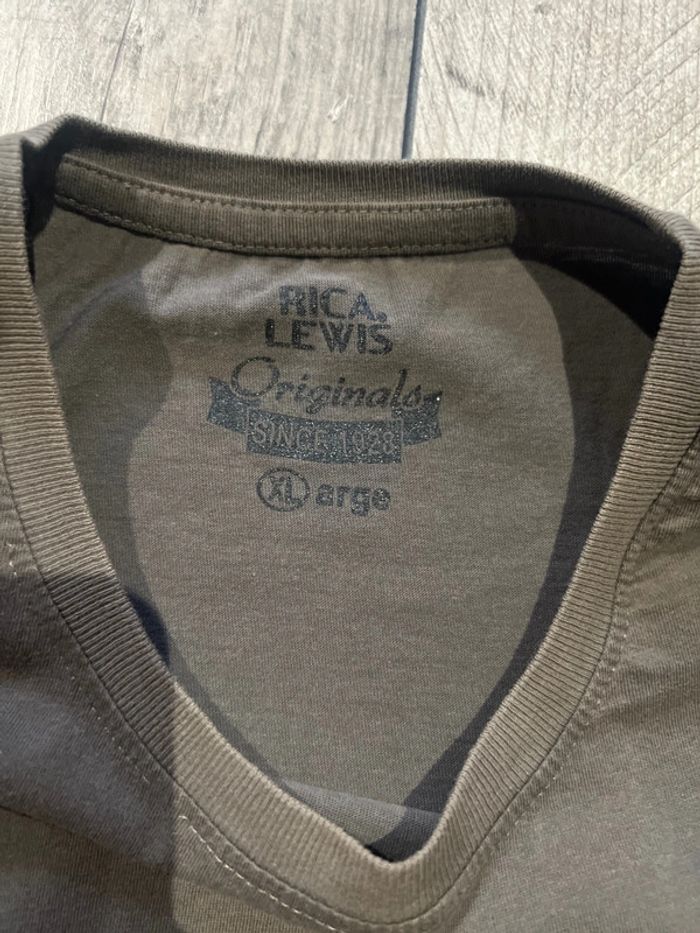 RICA.
LEWIS
Originals
SINCE 1928
XL arge